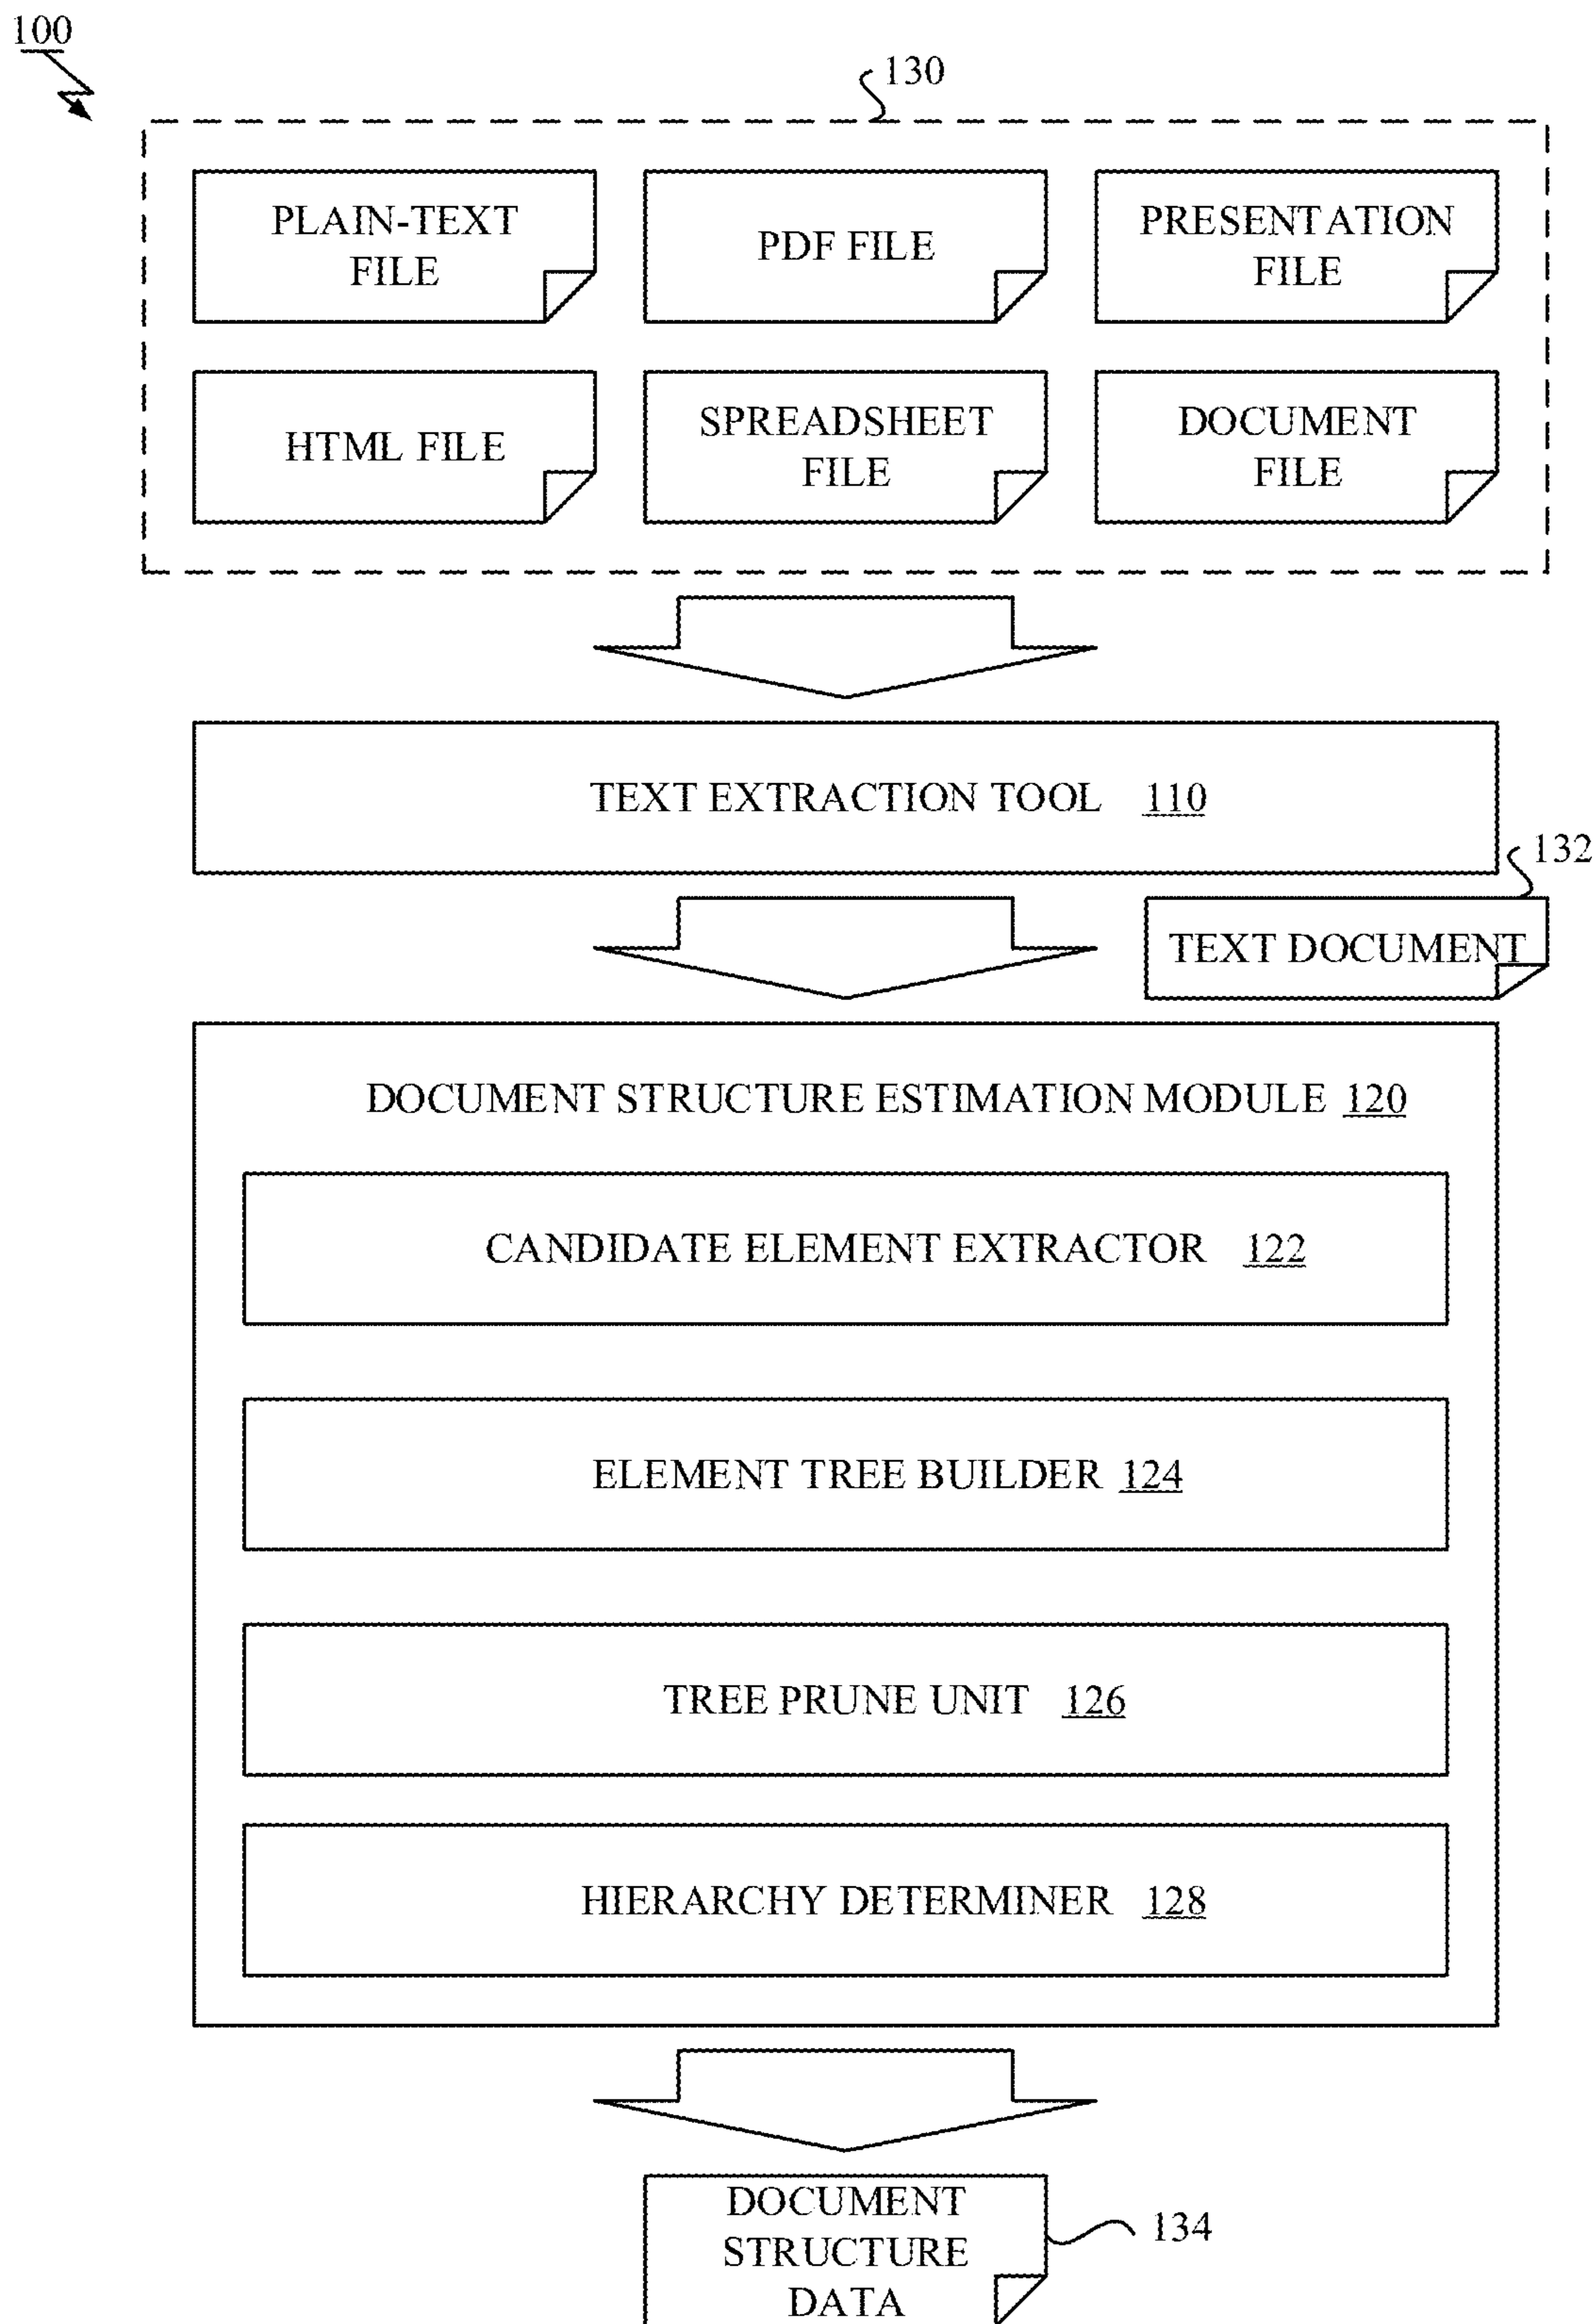 100
130
PLAIN-TEXT
FILE
PDF FILE
PRESENTATION
FILE
HTML FILE
SPREADSHEET
FILE
DOCUMENT
FILE
TEXT EXTRACTION TOOL 110
132
TEXT DOCUMENT
DOCUMENT STRUCTURE ESTIMATION MODULE 120
CANDIDATE ELEMENT EXTRACTOR 122
ELEMENT TREE BUILDER 124
TREE PRUNE UNIT 126
HIERARCHY DETERMINER 128
DOCUMENT
STRUCTURE
DATA
134